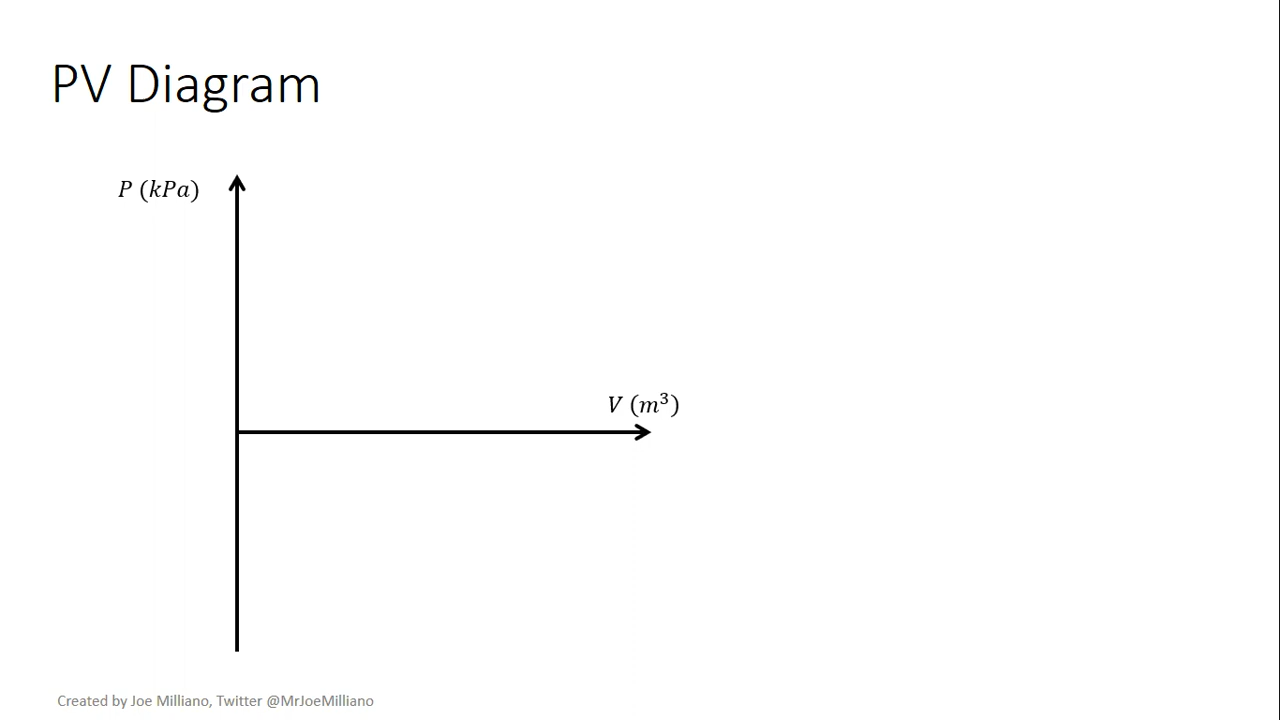 PV Diagram
P (kPa)
V (m³)
Created by Joe Milliano, Twitter @MrJoeMilliano